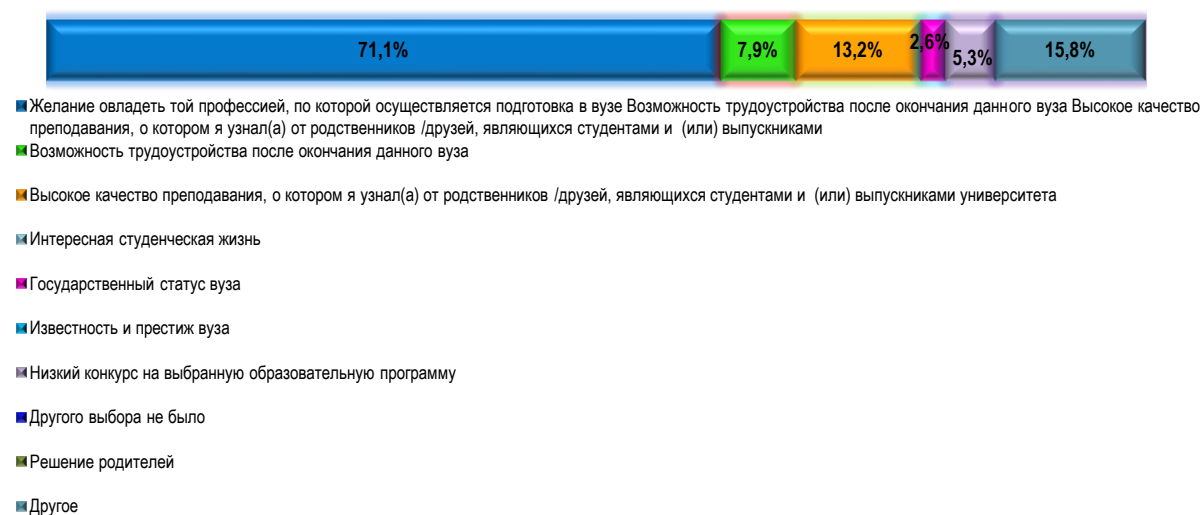 71,1% 7,9% 13,2% 2,6% 5,3% 15,8%
Желание овладеть той профессией, по которой осуществляется подготовка в вузе Возможность трудоустройства после окончания данного вуза Высокое качество
преподавания, о котором я узнал(а) от родственников /друзей, являющихся студентами и (или) выпускниками
Возможность трудоустройства после окончания данного вуза
Высокое качество преподавания, о котором я узнал(а) от родственников /друзей, являющихся студентами и (или) выпускниками университета
Интересная студенческая жизнь
Государственный статус вуза
Известность и престиж вуза
Низкий конкурс на выбранную образовательную программу
Другого выбора не было
Решение родителей
Другое